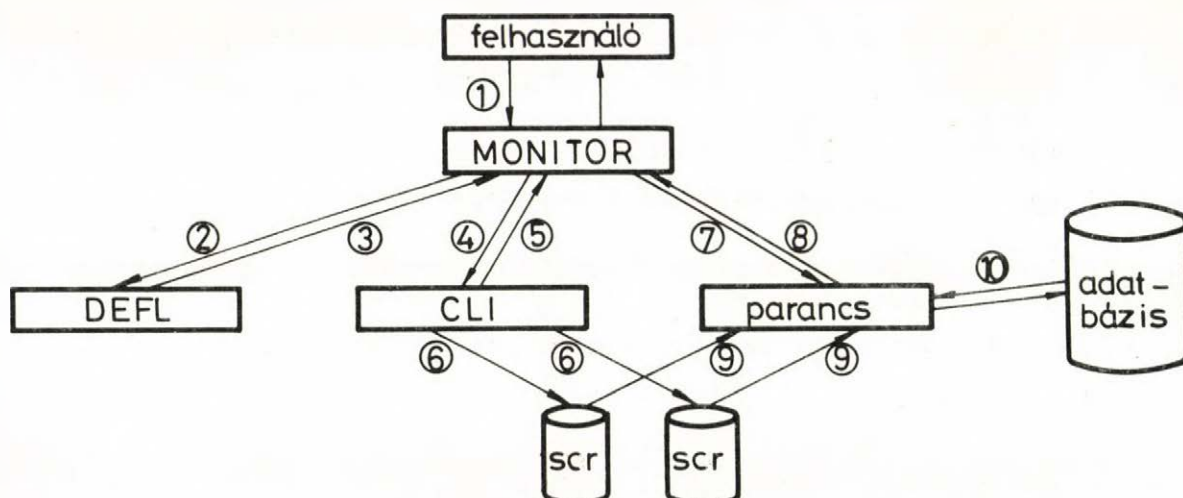 felhasználó
①
MONITOR
② ③ ④ ⑤ ⑦ ⑧
⑩
DEFL
CLI
parancs
adat-
bázis
⑥ ⑥ ⑨ ⑨
scr
scr